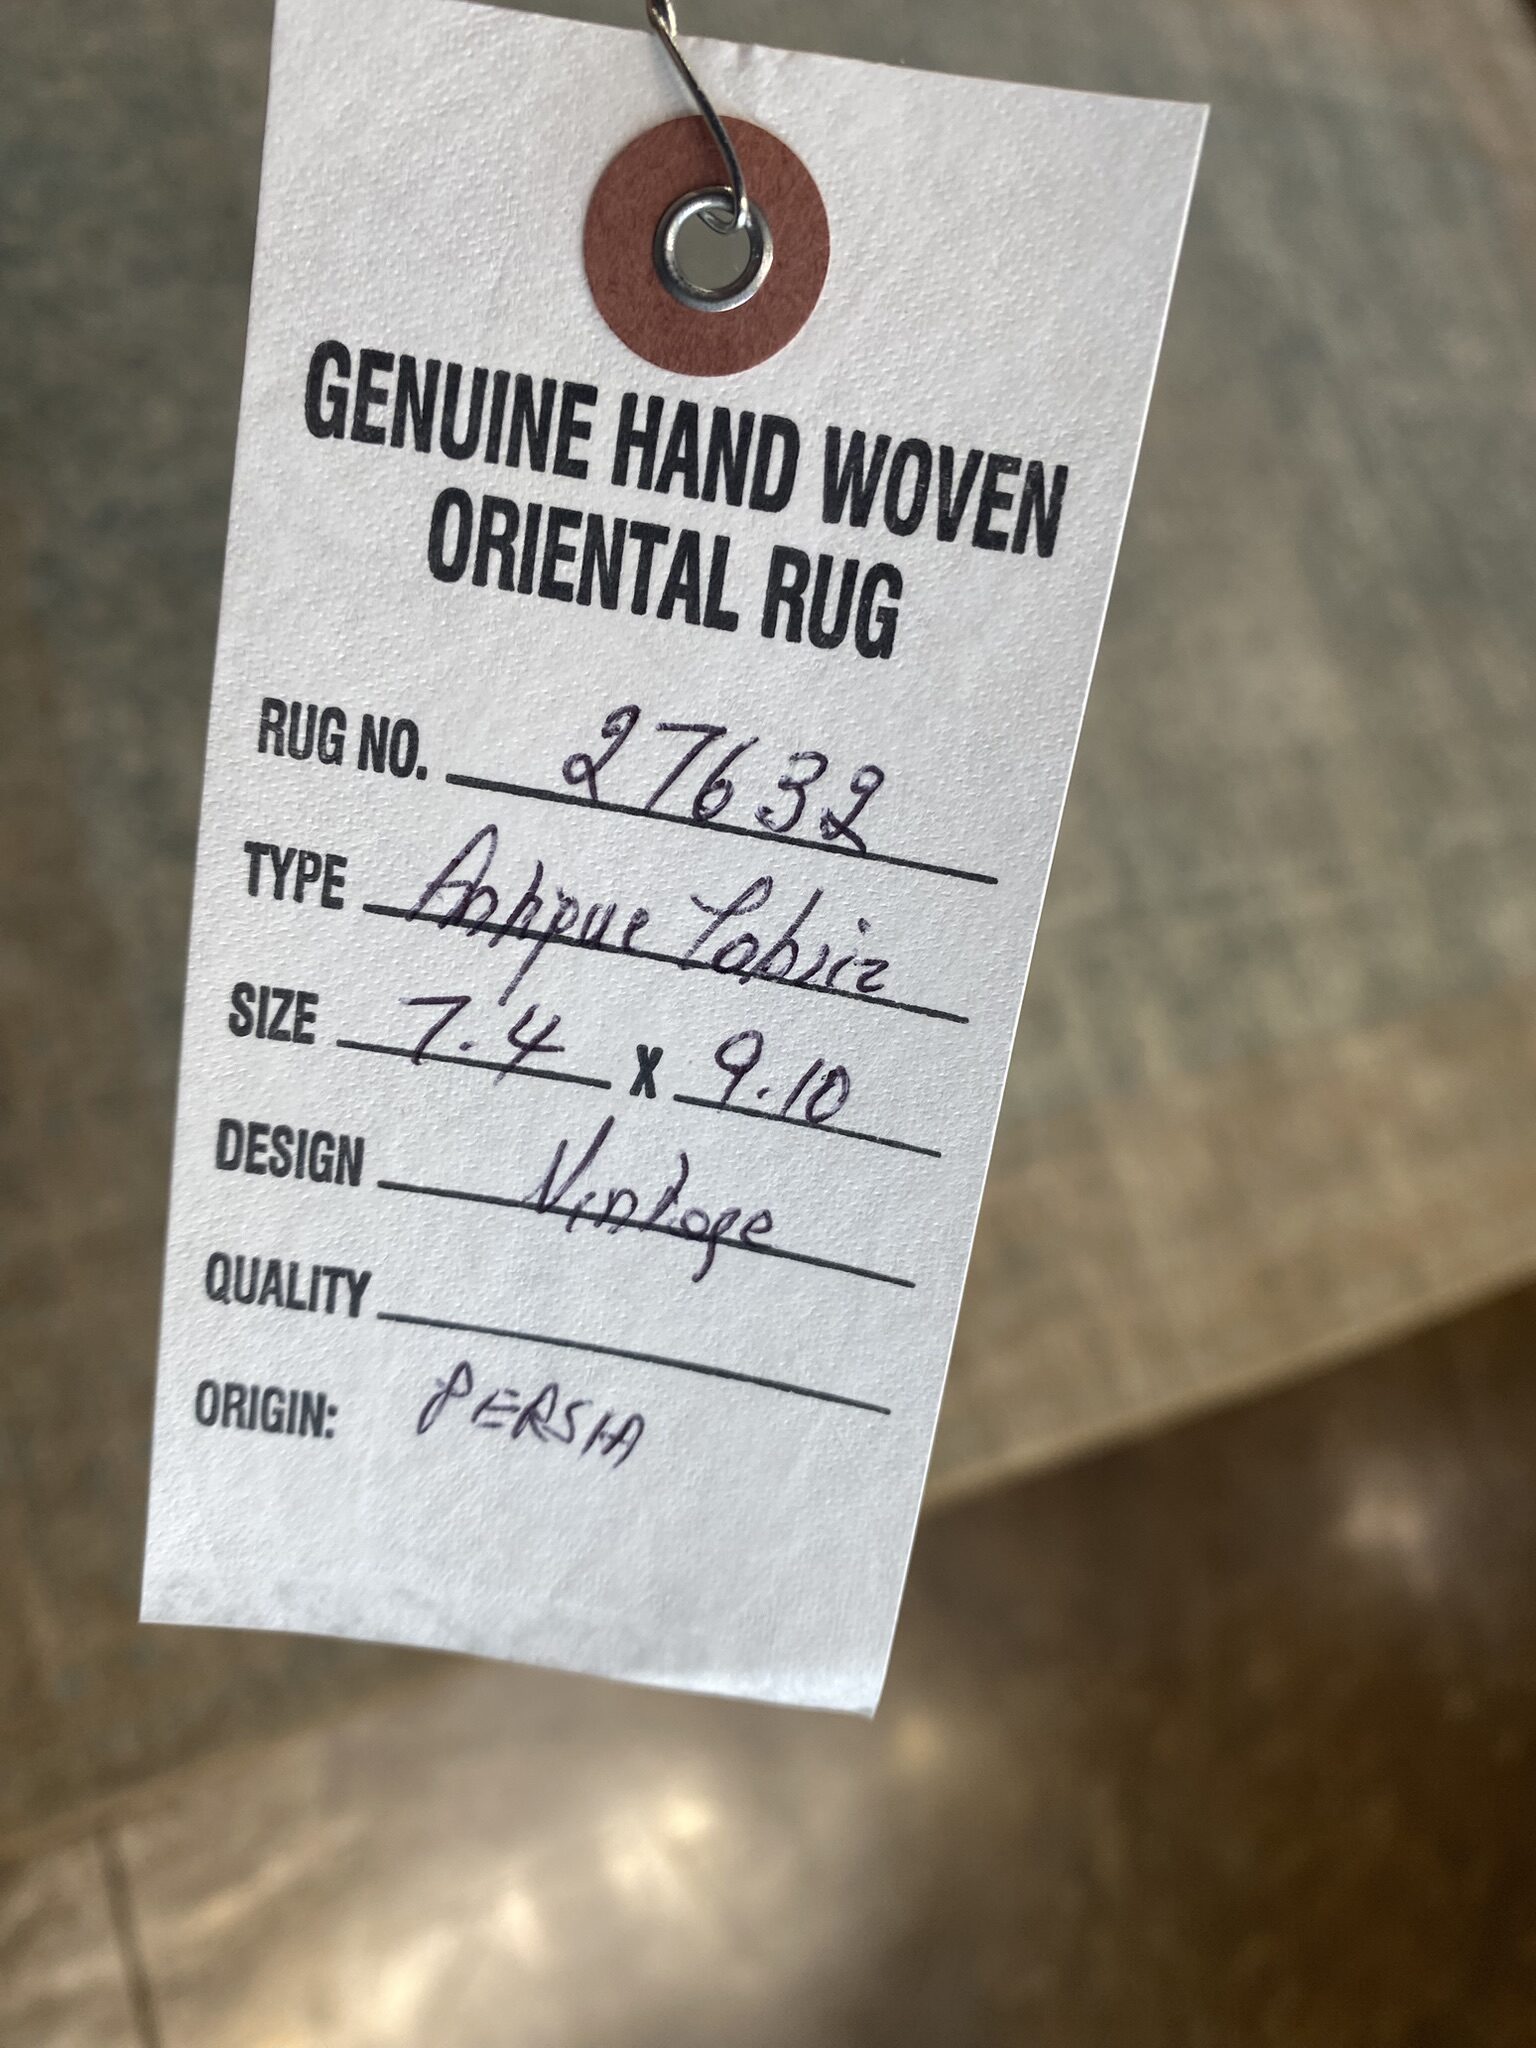 GENUINE HAND WOVEN
ORIENTAL RUG
RUG NO. 27632
TYPE Antique Tabriz
SIZE 7.4 X 9.10
DESIGN Vintage
QUALITY
ORIGIN: PERSIA